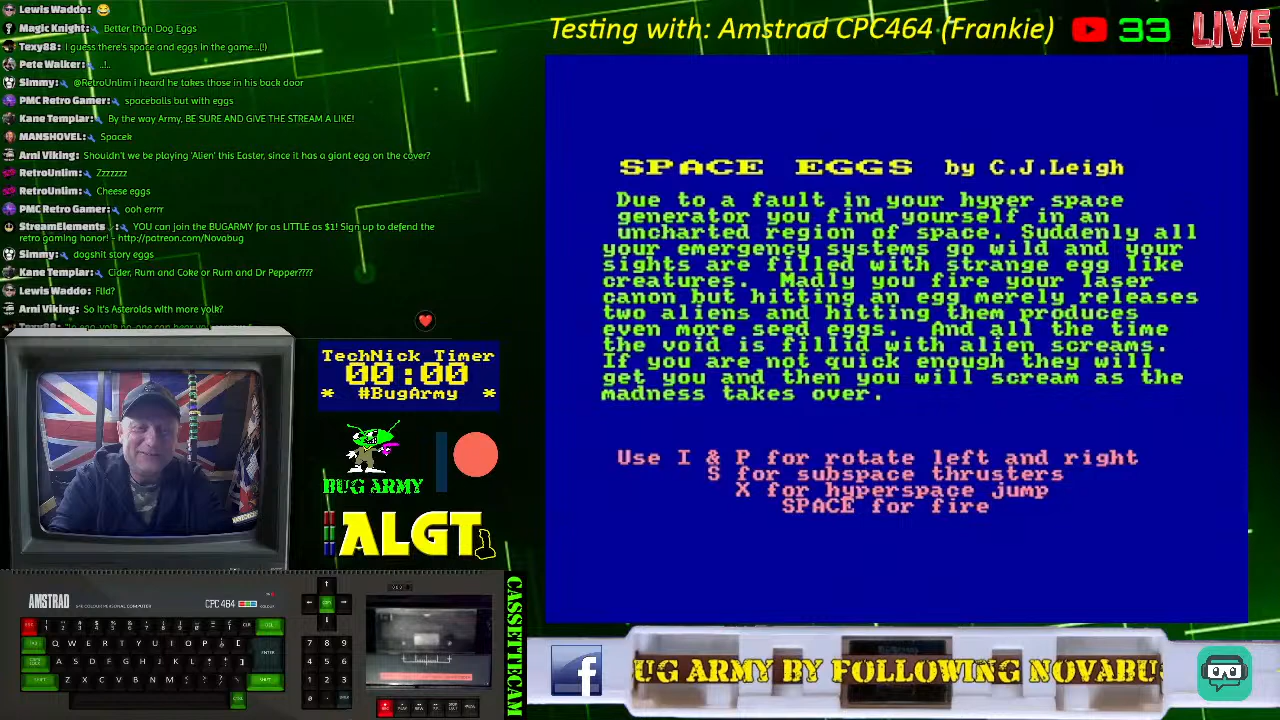 Lewis Waddo: 😂
Magic Knight: Better than Dog Eggs
Texy88: I guess there's space and eggs in the game...(!)
Pete Walker: ..!..
Simmy: @RetroUnlim i heard he takes those in his back door
PMC Retro Gamer: spaceballs but with eggs
Kane Templar: By the way Army, BE SURE AND GIVE THE STREAM A LIKE!
MANSHOVEL: Spacek
Arni Viking: Shouldn't we be playing 'Alien' this Easter, since it has a giant egg on the cover?
RetroUnlim: Zzzzzzz
RetroUnlim: Cheese eggs
PMC Retro Gamer: ooh errrr
StreamElements: YOU can join the BUGARMY for as LITTLE as $1! Sign up to defend the
retro gaming honor! - http://patreon.com/Novabug
Simmy: dogshit story eggs
Kane Templar: Cider, Rum and Coke or Rum and Dr Pepper????
Lewis Waddo: Flid?
Arni Viking: So It's Asteroids with more yolk?
Testing with: Amstrad CPC464 (Frankie)
33
LIVE
SPACE EGGS by C.J.Leigh
Due to a fault in your hyper space
generator you find yourself in an
uncharted region of space. Suddenly all
your emergency systems go wild and your
sights are filled with strange egg like
creatures. Madly you fire your laser
canon but hitting an egg merely releases
two aliens and hitting them produces
even more seed eggs. And all the time
the void is fillid with alien screams.
If you are not quick enough they will
get you and then you will scream as the
madness takes over.
Use I & P for rotate left and right
S for subspace thrusters
X for hyperspace jump
SPACE for fire
TechNick Timer
00:00
* #BugArmy *
BUG ARMY
ALGT
AMSTRAD
CPC 464
Q W E R T Y U I O P
A S D F G H J K L
Z X C V B N M
7 8 9
4 5 6
1 2 3
CASSETTECAM
UG ARMY BY FOLLOWING NOVABU